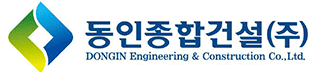 동인종합건설(주)
DONGIN Engineering & Construction Co.,Ltd.